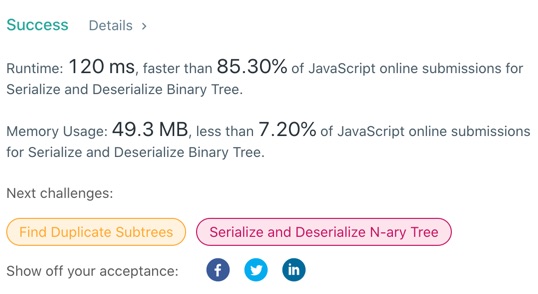 Success Details >
Runtime: 120 ms, faster than 85.30% of JavaScript online submissions for
Serialize and Deserialize Binary Tree.
Memory Usage: 49.3 MB, less than 7.20% of JavaScript online submissions
for Serialize and Deserialize Binary Tree.
Next challenges:
Find Duplicate Subtrees Serialize and Deserialize N-ary Tree
Show off your acceptance: f in